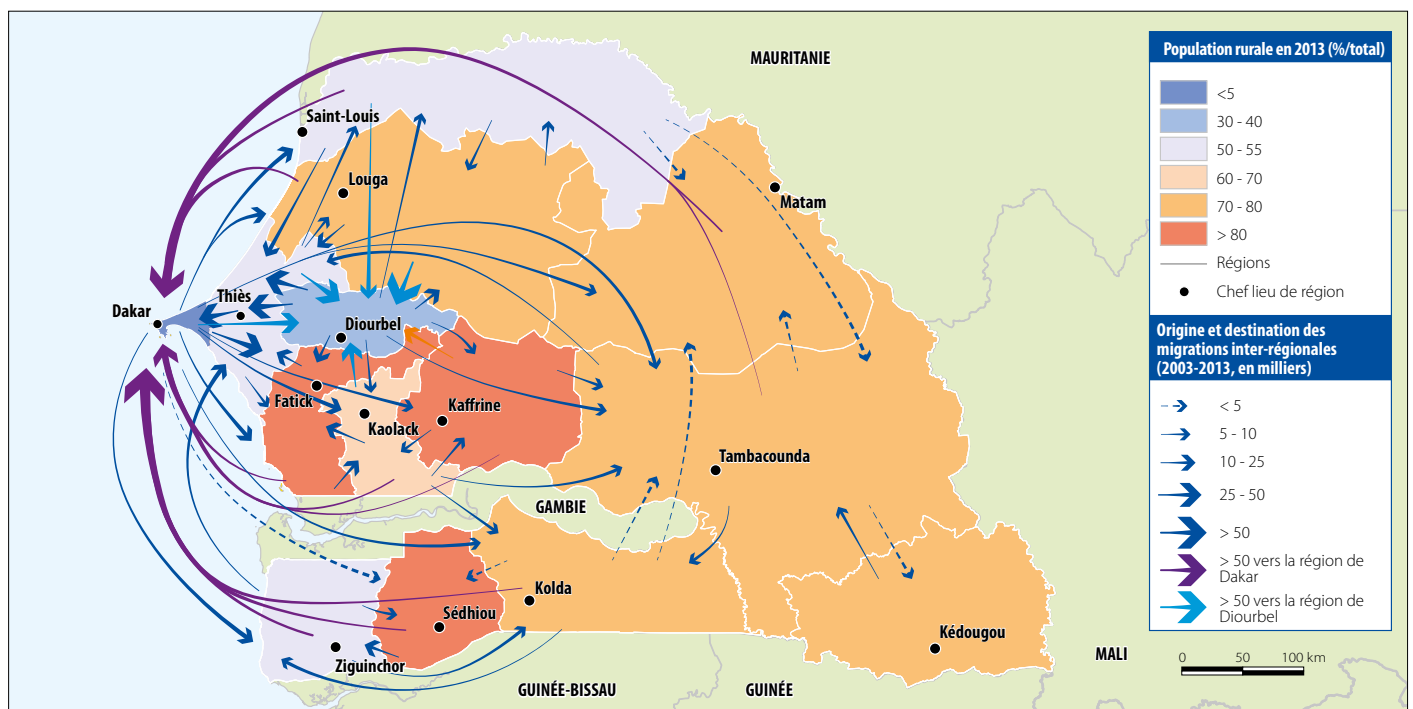 MAURITANIE
Saint-Louis
Louga
Matam
Dakar
Thiès
Diourbel
Fatick
Kaolack
Kaffrine
Tambacounda
GAMBIE
Kolda
Sédhiou
Ziguinchor
Kédougou
MALI
GUINÉE-BISSAU
GUINÉE
Population rurale en 2013 (%/total)
<5
30 - 40
50 - 55
60 - 70
70 - 80
> 80
Régions
Chef lieu de région
Origine et destination des
migrations inter-régionales
(2003-2013, en milliers)
< 5
5 - 10
10 - 25
25 - 50
> 50
> 50 vers la région de
Dakar
> 50 vers la région de
Diourbel
0 50 100 km